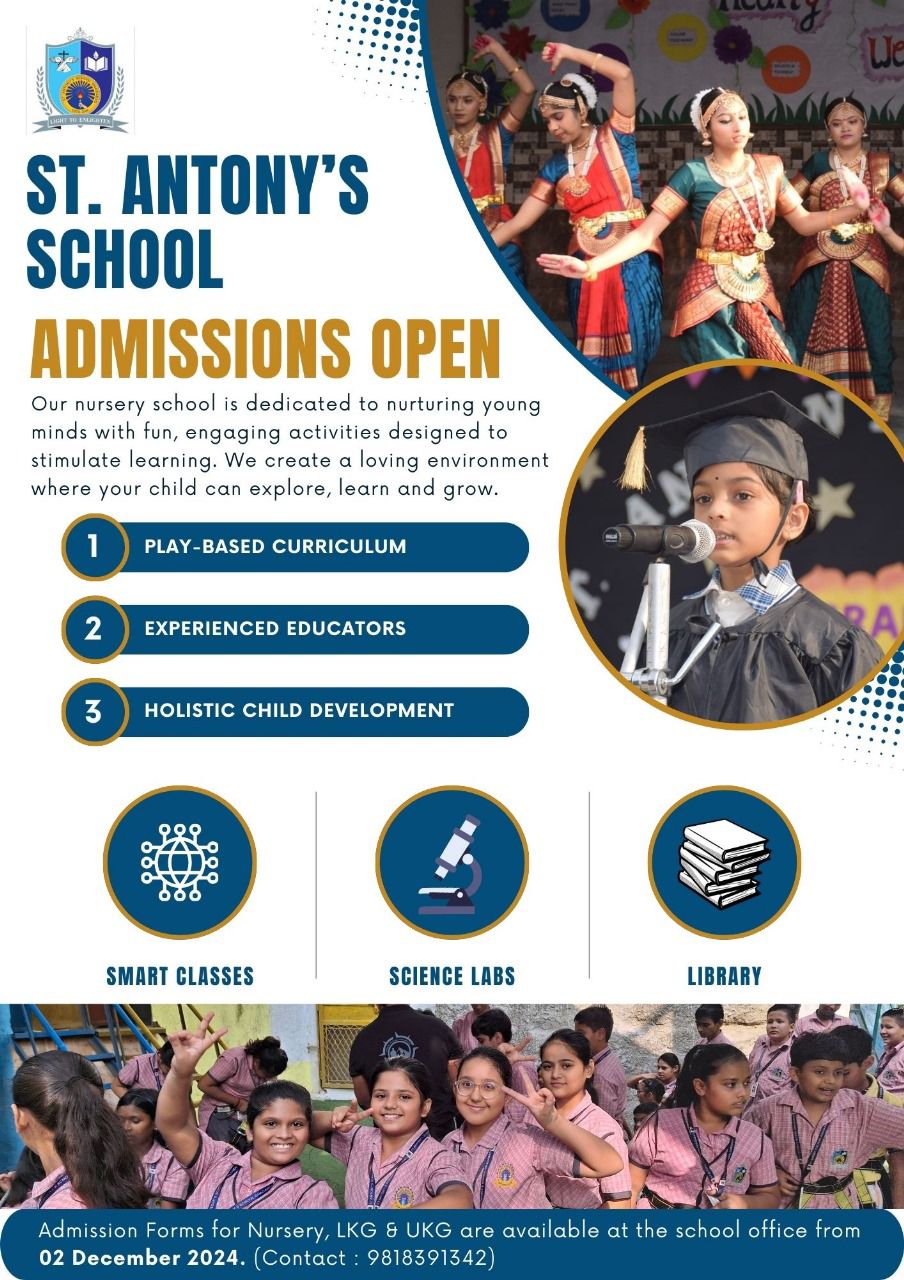 LIGHT TO ENLIGHTEN
ST. ANTONY’S
SCHOOL
ADMISSIONS OPEN
Our nursery school is dedicated to nurturing young
minds with fun, engaging activities designed to
stimulate learning. We create a loving environment
where your child can explore, learn and grow.
1 PLAY-BASED CURRICULUM
2 EXPERIENCED EDUCATORS
3 HOLISTIC CHILD DEVELOPMENT
SMART CLASSES
SCIENCE LABS
LIBRARY
Admission Forms for Nursery, LKG & UKG are available at the school office from
02 December 2024. (Contact : 9818391342)